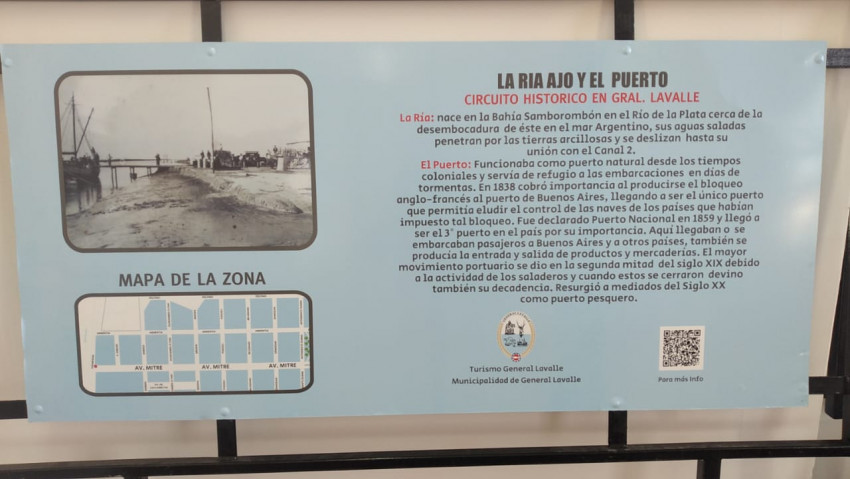 LA RIA AJO Y EL PUERTO
CIRCUITO HISTORICO EN GRAL. LAVALLE
La Ría: nace en la Bahía Samborombón en el Río de la Plata cerca de la
desembocadura de éste en el mar Argentino, sus aguas saladas
penetran por las tierras arcillosas y se deslizan hasta su
unión con el Canal 2.
El Puerto: Funcionaba como puerto natural desde los tiempos
coloniales y servía de refugio a las embarcaciones en días de
tormentas. En 1838 cobró importancia al producirse el bloqueo
anglo-francés al puerto de Buenos Aires, llegando a ser el único puerto
que permitía eludir el control de las naves de los países que habían
impuesto tal bloqueo. Fue declarado Puerto Nacional en 1859 y llegó a
ser el 3° puerto en el país por su importancia. Aquí llegaban o se
embarcaban pasajeros a Buenos Aires y a otros países, también se
producía la entrada y salida de productos y mercaderías. El mayor
movimiento portuario se dio en la segunda mitad del siglo XIX debido
a la actividad de los saladeros y cuando estos se cerraron devino
también su decadencia. Resurgió a mediados del Siglo XX
como puerto pesquero.
MAPA DE LA ZONA
AV. MITRE
AV. MITRE
AV. MITRE
Turismo General Lavalle
Municipalidad de General Lavalle
Para más info